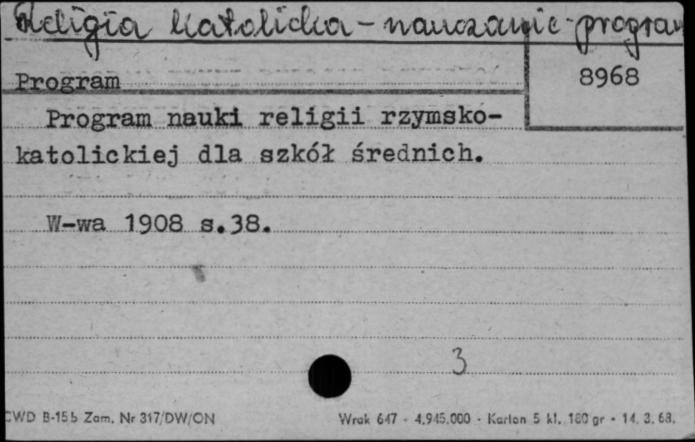 Religia katolicka - nauczanie - program
Program
8968
Program nauki religii rzymsko-
katolickiej dla szkół średnich.
W-wa 1908 s.38.
3
CWD B-15b Zam. Nr 317/DW/ON
Wrak 647 - 4.945.000 - Karton 5 kl. 180 gr - 14. 3. 63.